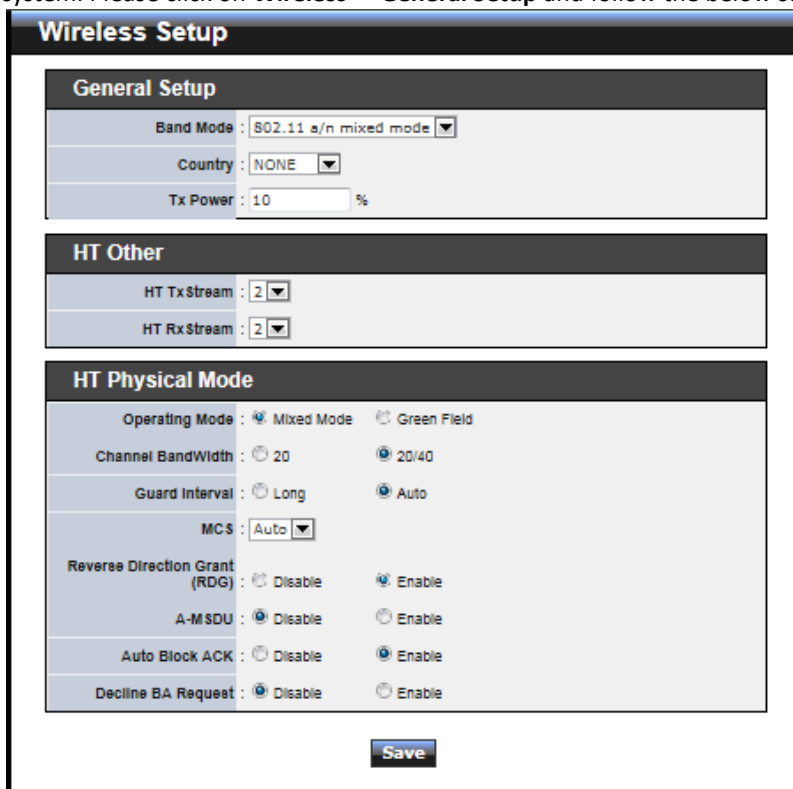 Wireless Setup
General Setup
Band Mode : 802.11 a/n mixed mode
Country : NONE
Tx Power : 10 %
HT Other
HT TxStream : 2
HT RxStream : 2
HT Physical Mode
Operating Mode : Mixed Mode Green Field
Channel BandWidth : 20 20/40
Guard Interval : Long Auto
MCS : Auto
Reverse Direction Grant
(RDG) : Disable Enable
A-MSDU : Disable Enable
Auto Block ACK : Disable Enable
Decline BA Request : Disable Enable
Save